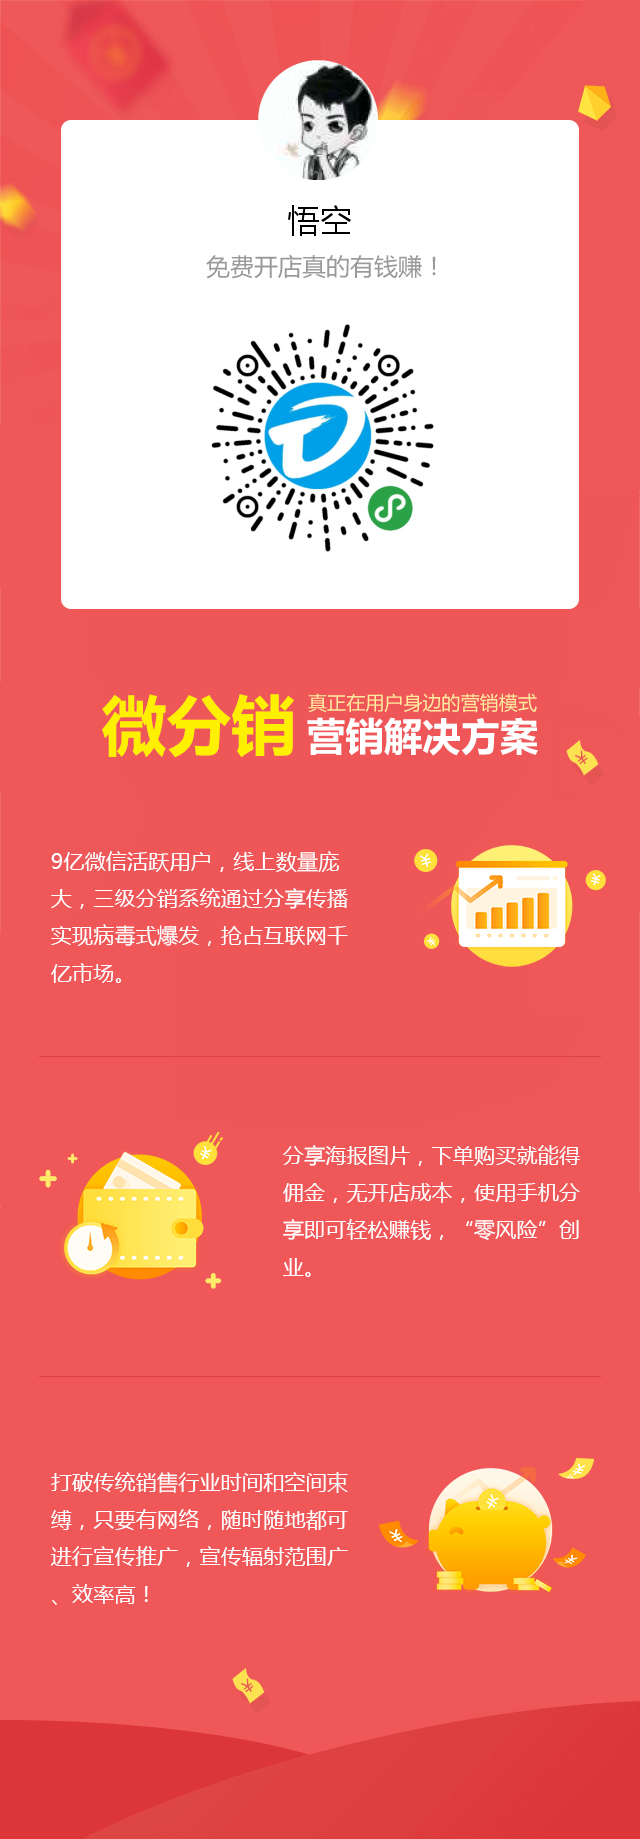 悟空
免费开店真的有钱赚！
微分销
真正在用户身边的营销模式
营销解决方案
9亿微信活跃用户，线上数量庞
大，三级分销系统通过分享传播
实现病毒式爆发，抢占互联网千
亿市场。
分享海报图片，下单购买就能得
佣金，无开店成本，使用手机分
享即可轻松赚钱，“零风险”创
业。
打破传统销售行业时间和空间束
缚，只要有网络，随时随地都可
进行宣传推广，宣传辐射范围广
、效率高！